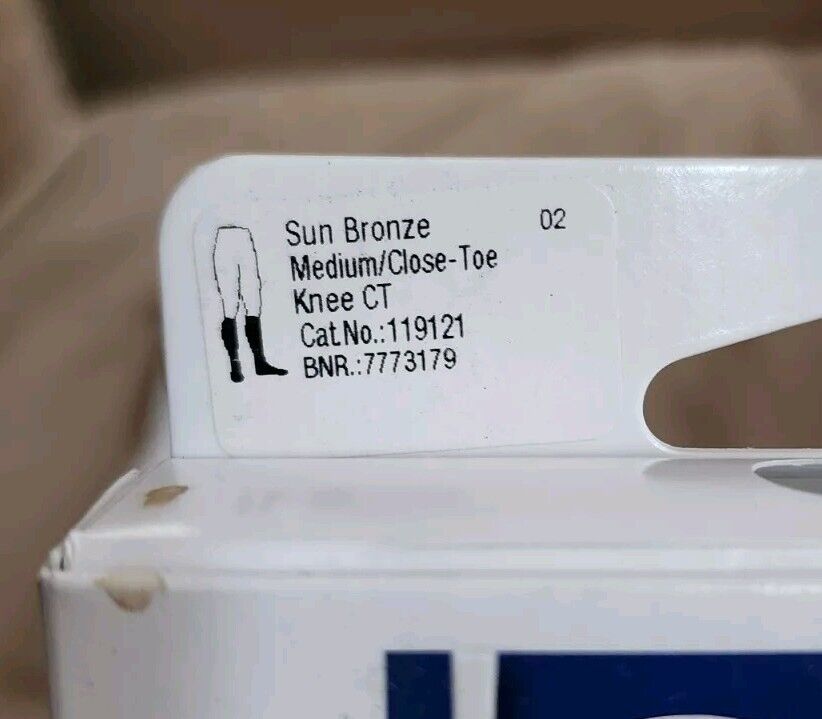 Sun Bronze 02
Medium/Close-Toe
Knee CT
Cat.No.:119121
BNR.:7773179